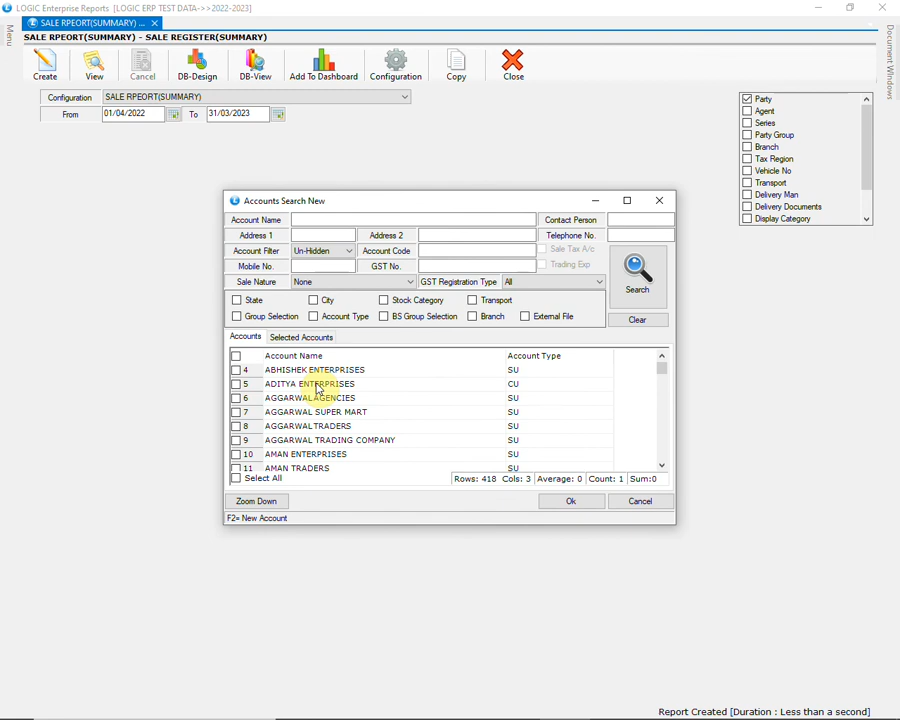 LOGIC Enterprise Reports [LOGIC ERP TEST DATA->>2022-2023]
Menu
SALE RPEORT(SUMMARY) ...
SALE RPEORT(SUMMARY) - SALE REGISTER(SUMMARY)
Document Windows
Create View Cancel DB-Design DB-View Add To Dashboard Configuration Copy Close
Configuration SALE RPEORT(SUMMARY)
From 01/04/2022 To 31/03/2023
Party
Agent
Series
Party Group
Branch
Tax Region
Vehicle No
Transport
Delivery Man
Delivery Documents
Display Category
Accounts Search New
Account Name Contact Person
Address 1 Address 2 Telephone No.
Account Filter Un-Hidden Account Code Sale Tax A/c
Mobile No. GST No. Trading Exp
Sale Nature None GST Registration Type All
Search
State City Stock Category Transport
Group Selection Account Type BS Group Selection Branch External File
Clear
Accounts Selected Accounts
Account Name Account Type
4 ABHISHEK ENTERPRISES SU
5 ADITYA ENTERPRISES CU
6 AGGARWAL AGENCIES SU
7 AGGARWAL SUPER MART SU
8 AGGARWAL TRADERS SU
9 AGGARWAL TRADING COMPANY SU
10 AMAN ENTERPRISES SU
11 AMAN TRADERS SU
Select All Rows: 418 Cols: 3 Average: 0 Count: 1 Sum:0
Zoom Down Ok Cancel
F2= New Account
Report Created [Duration : Less than a second]